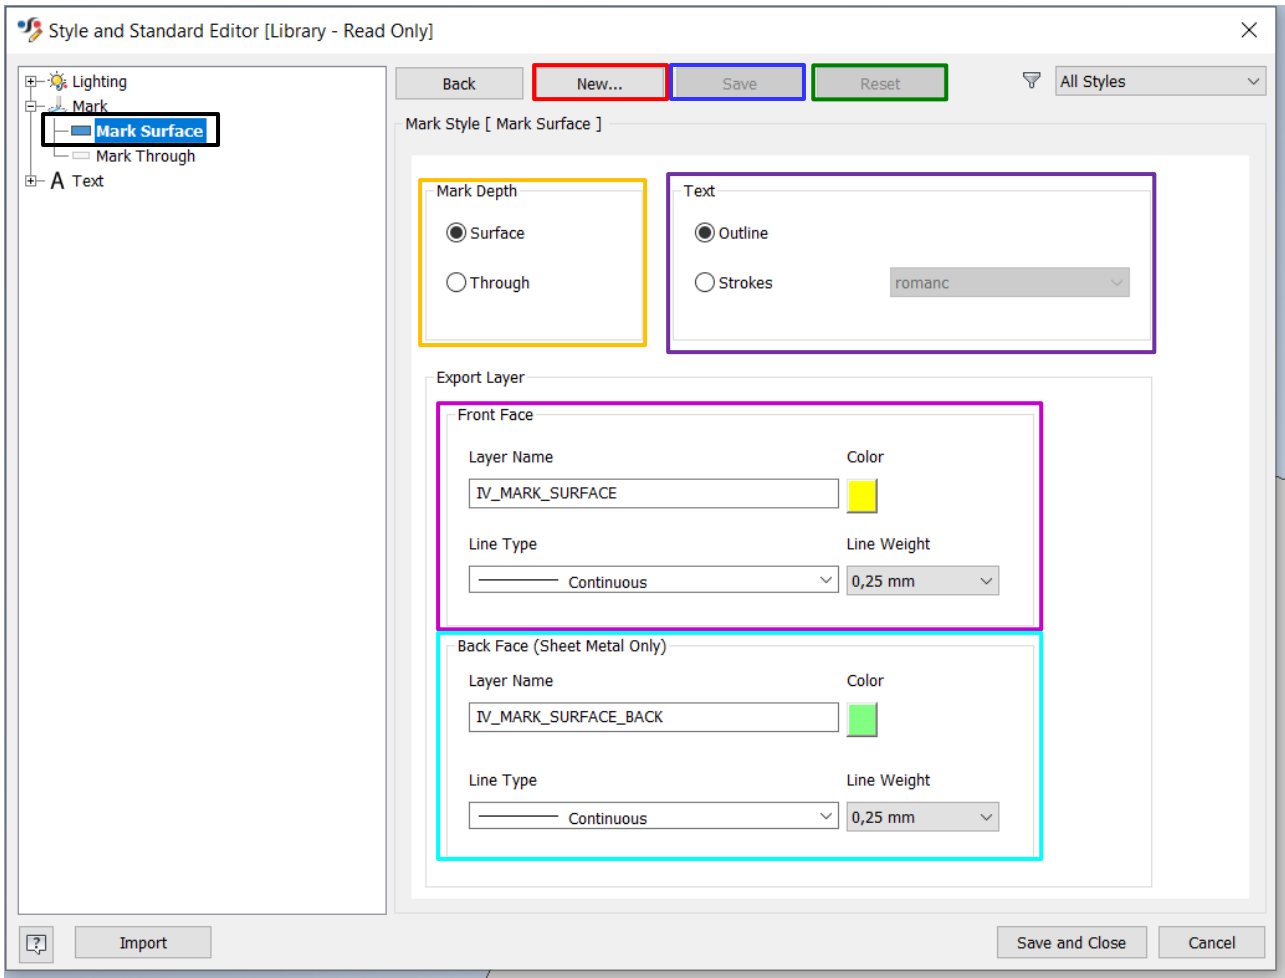 Style and Standard Editor [Library - Read Only]
Lighting
Mark
Mark Surface
Mark Through
A Text
Back
New...
Save
Reset
All Styles
Mark Style [ Mark Surface ]
Mark Depth
Surface
Through
Text
Outline
Strokes
romanc
Export Layer
Front Face
Layer Name
Color
IV_MARK_SURFACE
Line Type
Line Weight
Continuous
0,25 mm
Back Face (Sheet Metal Only)
Layer Name
Color
IV_MARK_SURFACE_BACK
Line Type
Line Weight
Continuous
0,25 mm
?
Import
Save and Close
Cancel